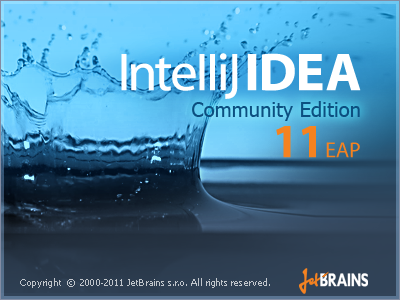 IntelliJ IDEA
Community Edition
11 EAP
JetBRAINS
Copyright © 2000-2011 JetBrains s.r.o. All rights reserved.